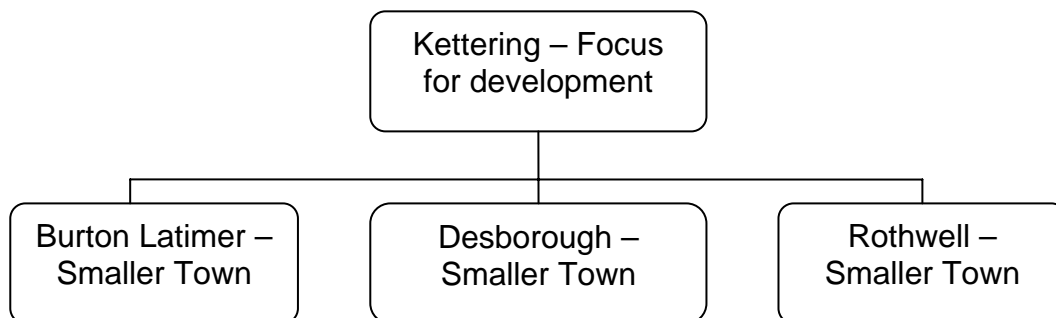 Kettering – Focus
for development
Burton Latimer –
Smaller Town
Desborough –
Smaller Town
Rothwell –
Smaller Town